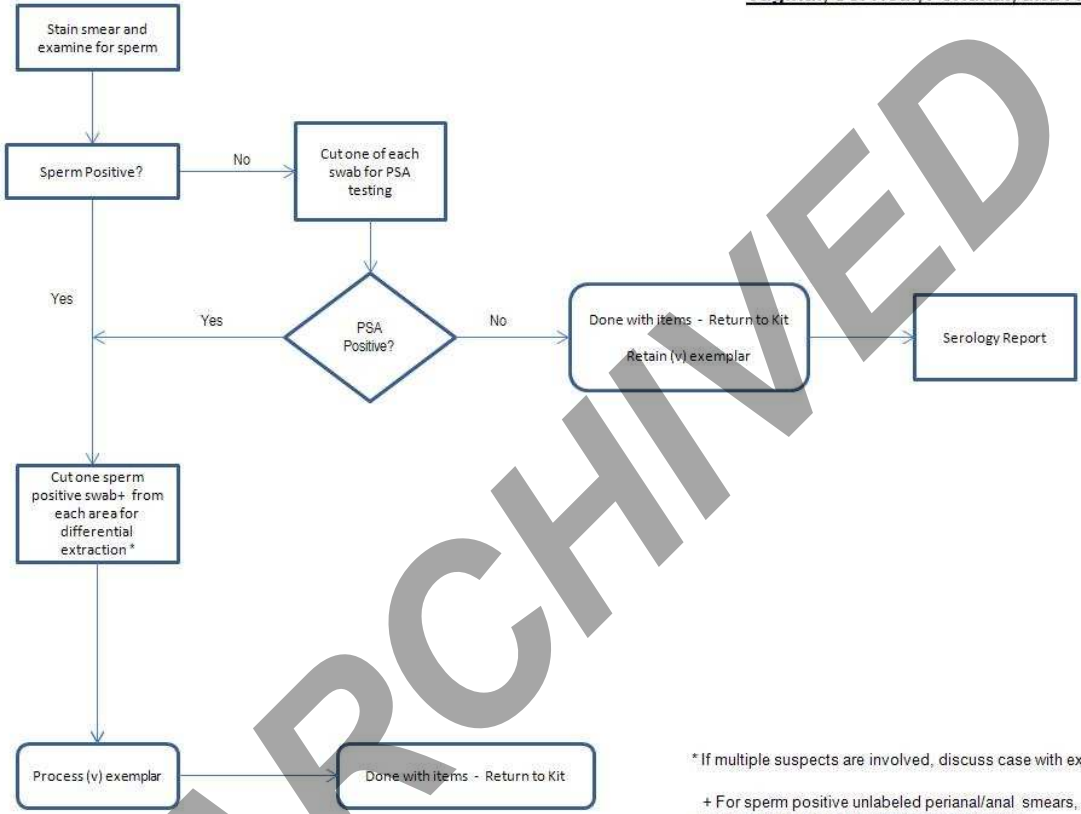 Stain smear and
examine for sperm
Sperm Positive?
No
Cut one of each
swab for PSA
testing
Yes
Yes
PSA
Positive?
No
Done with items - Return to Kit
Retain (v) exemplar
Serology Report
Cut one sperm
positive swab+ from
each area for
differential
extraction *
Process (v) exemplar
Done with items - Return to Kit
* If multiple suspects are involved, discuss case with ex
+ For sperm positive unlabeled perianal/anal smears,
ARCHIVED